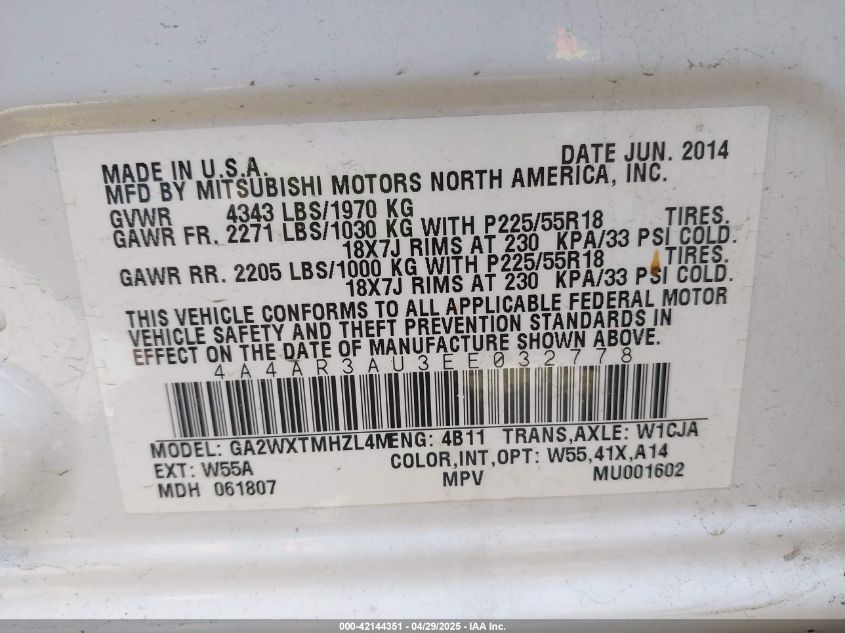 MADE IN U.S.A. DATE JUN. 2014
MFD BY MITSUBISHI MOTORS NORTH AMERICA, INC.
GVWR 4343 LBS/1970 KG
GAWR FR. 2271 LBS/1030 KG WITH P225/55R18 TIRES.
18X7J RIMS AT 230 KPA/33 PSI COLD.
GAWR RR. 2205 LBS/1000 KG WITH P225/55R18 TIRES.
18X7J RIMS AT 230 KPA/33 PSI COLD.
THIS VEHICLE CONFORMS TO ALL APPLICABLE FEDERAL MOTOR
VEHICLE SAFETY AND THEFT PREVENTION STANDARDS IN
EFFECT ON THE DATE OF MANUFACTURE SHOWN ABOVE.
4A4AR3AU3EE032778
MODEL: GA2WXTMHZL4M ENG: 4B11 TRANS,AXLE: W1CJA
EXT: W55A COLOR,INT,OPT: W55,41X,A14
MDH 061807 MPV MU001602
000-42144351 | 04/29/2025 - IAA Inc.